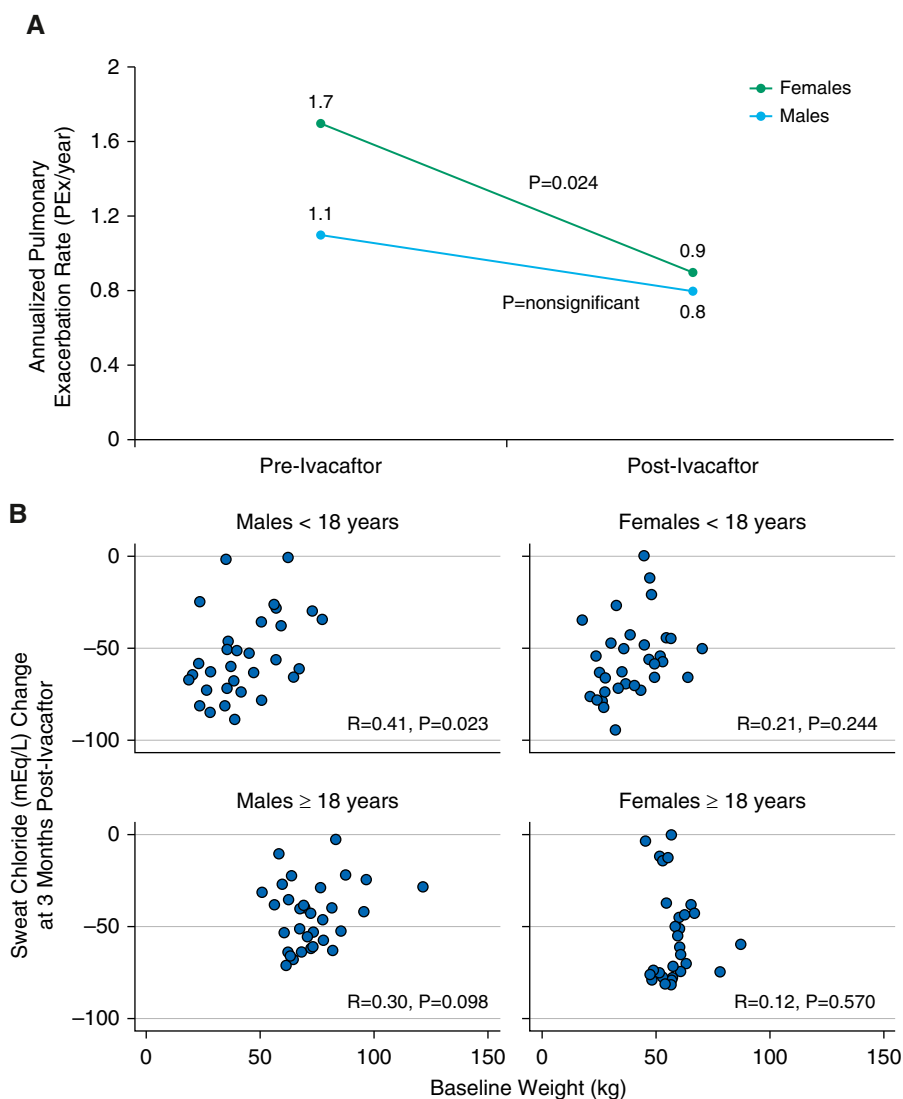 A
Annualized Pulmonary
Exacerbation Rate (PEx/year)
2
1.6
1.2
0.8
0.4
0
1.7
1.1
P=0.024
P=nonsignificant
0.9
0.8
Females
Males
Pre-Ivacaftor
Post-Ivacaftor
B
Sweat Chloride (mEq/L) Change
at 3 Months Post-Ivacaftor
Males < 18 years
0
−50
−100
R=0.41, P=0.023
Females < 18 years
R=0.21, P=0.244
Males ≥ 18 years
0
−50
−100
R=0.30, P=0.098
0
50
100
150
Females ≥ 18 years
R=0.12, P=0.570
0
50
100
150
Baseline Weight (kg)